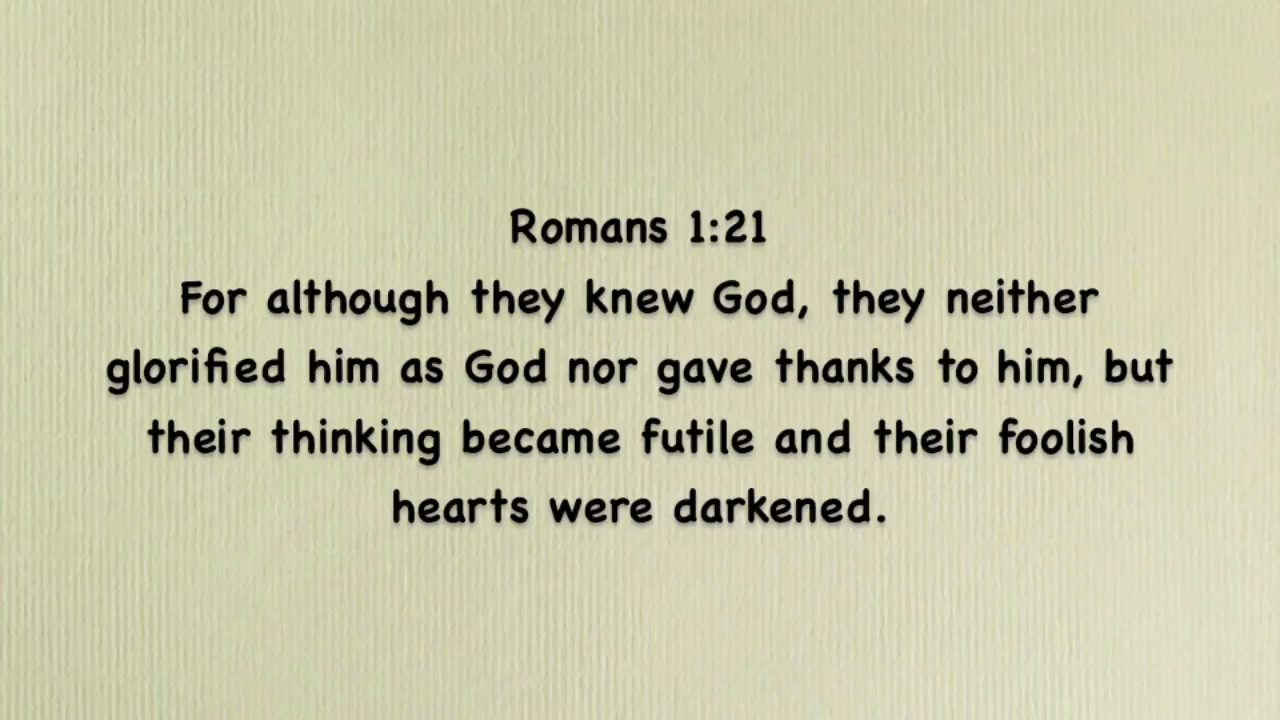 Romans 1:21
For although they knew God, they neither
glorified him as God nor gave thanks to him, but
their thinking became futile and their foolish
hearts were darkened.